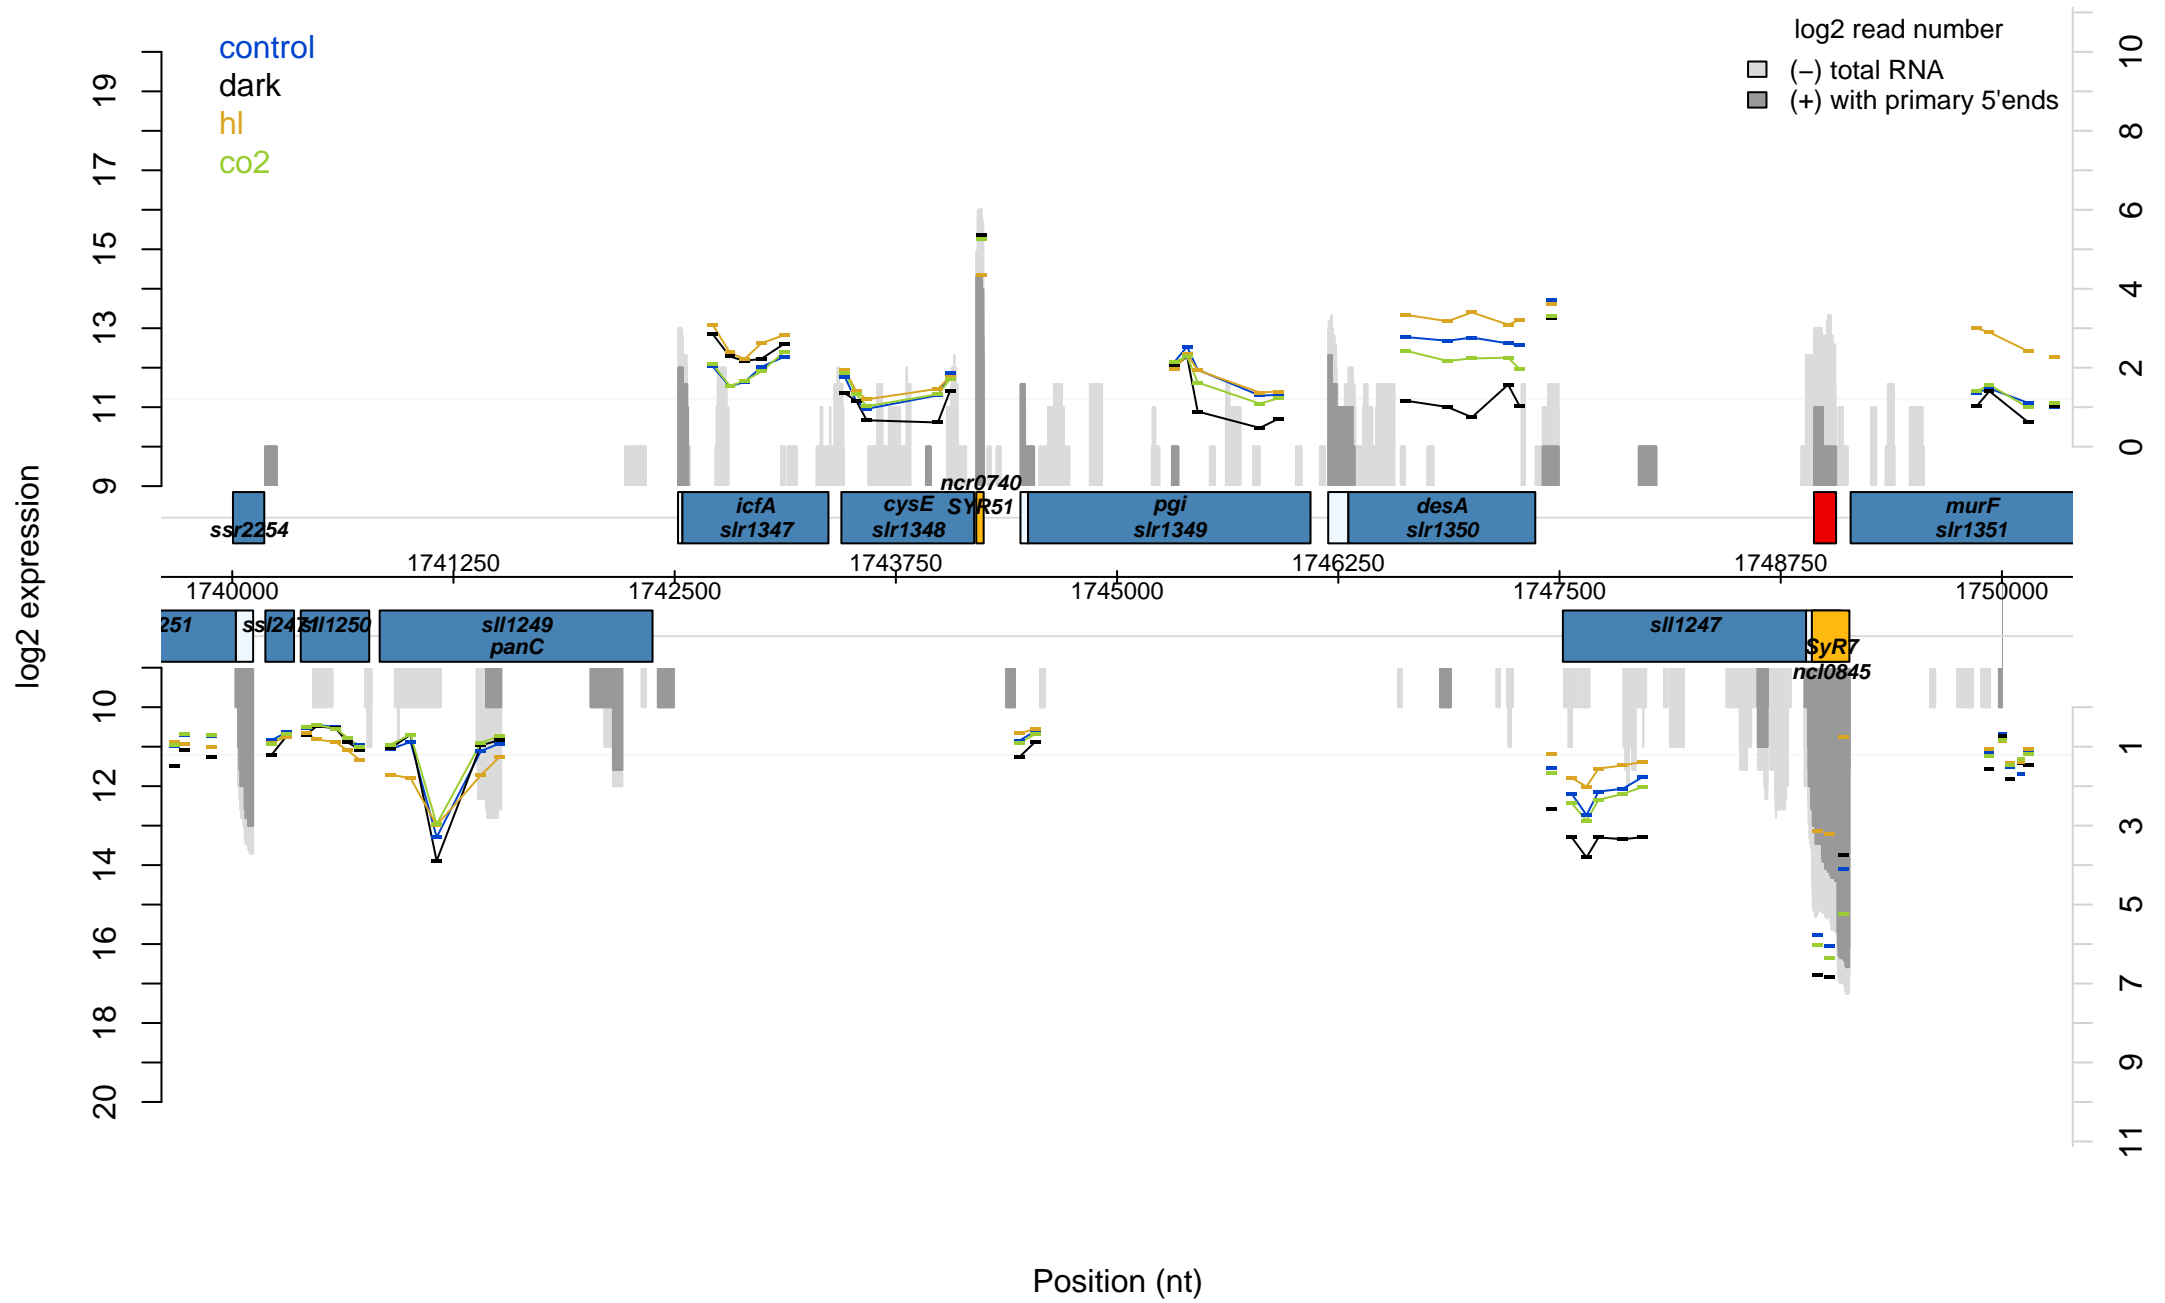 control
dark
hl
co2
log2 read number
(−) total RNA
(+) with primary 5'ends
19
17
15
13
11
9
10
8
6
4
2
0
log2 expression
ncr0740
SYR51
ssr2254
icfA
slr1347
cysE
slr1348
pgi
slr1349
desA
slr1350
murF
slr1351
1741250
1743750
1746250
1748750
1740000
1742500
1745000
1747500
1750000
251
ssl2471
sll1250
sll1249
panC
sll1247
SyR7
ncl0845
10
12
14
16
18
20
1
3
5
7
9
11
Position (nt)